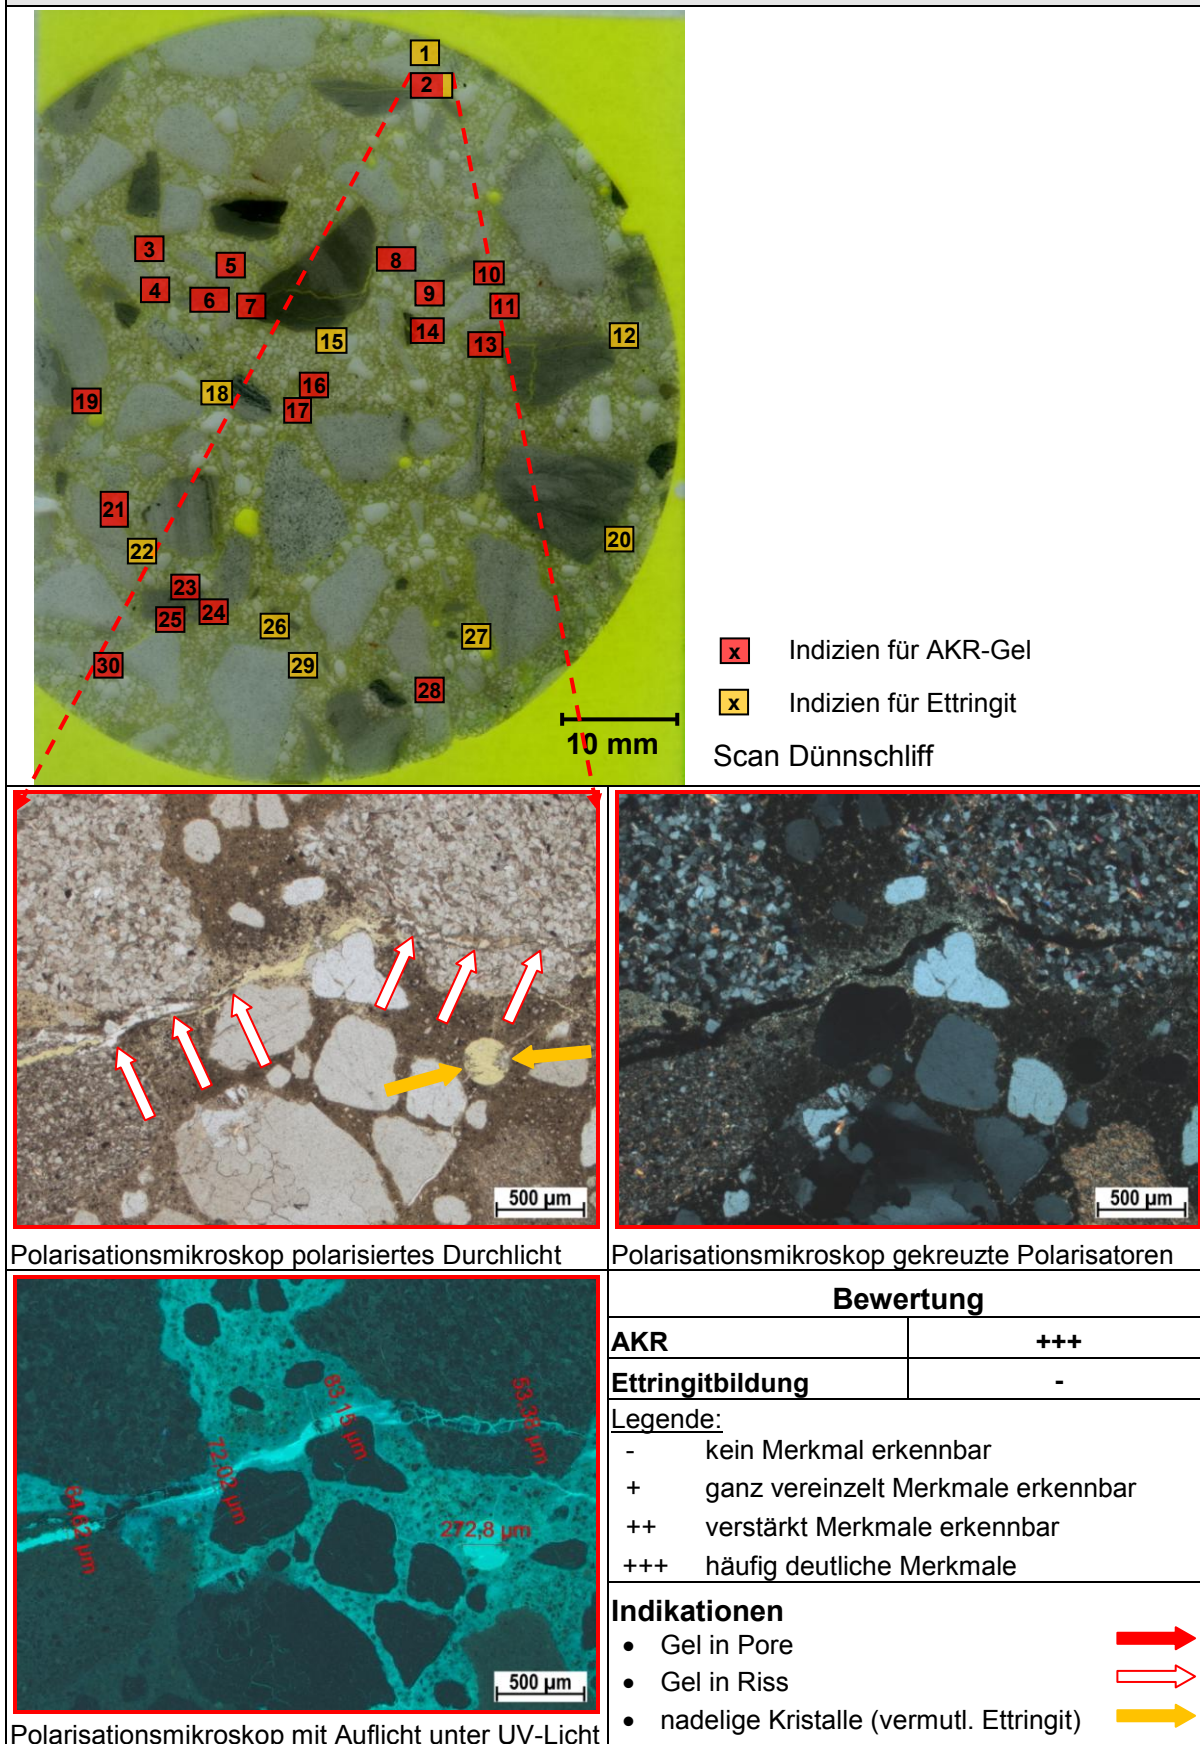 1
2
3
4
5
6
7
8
9
10
11
12
13
14
15
16
17
18
19
20
21
22
23
24
25
26
27
28
29
30
10 mm
x Indizien für AKR-Gel
x Indizien für Ettringit
Scan Dünnschliff
500 µm
500 µm
Polarisationsmikroskop polarisiertes Durchlicht
Polarisationsmikroskop gekreuzte Polarisatoren
64,62 µm
72,02 µm
63,15 µm
53,38 µm
272,8 µm
500 µm
Polarisationsmikroskop mit Auflicht unter UV-Licht
Bewertung
AKR +++
Ettringitbildung -
Legende:
- kein Merkmal erkennbar
+ ganz vereinzelt Merkmale erkennbar
++ verstärkt Merkmale erkennbar
+++ häufig deutliche Merkmale
Indikationen
• Gel in Pore
• Gel in Riss
• nadelige Kristalle (vermutl. Ettringit)